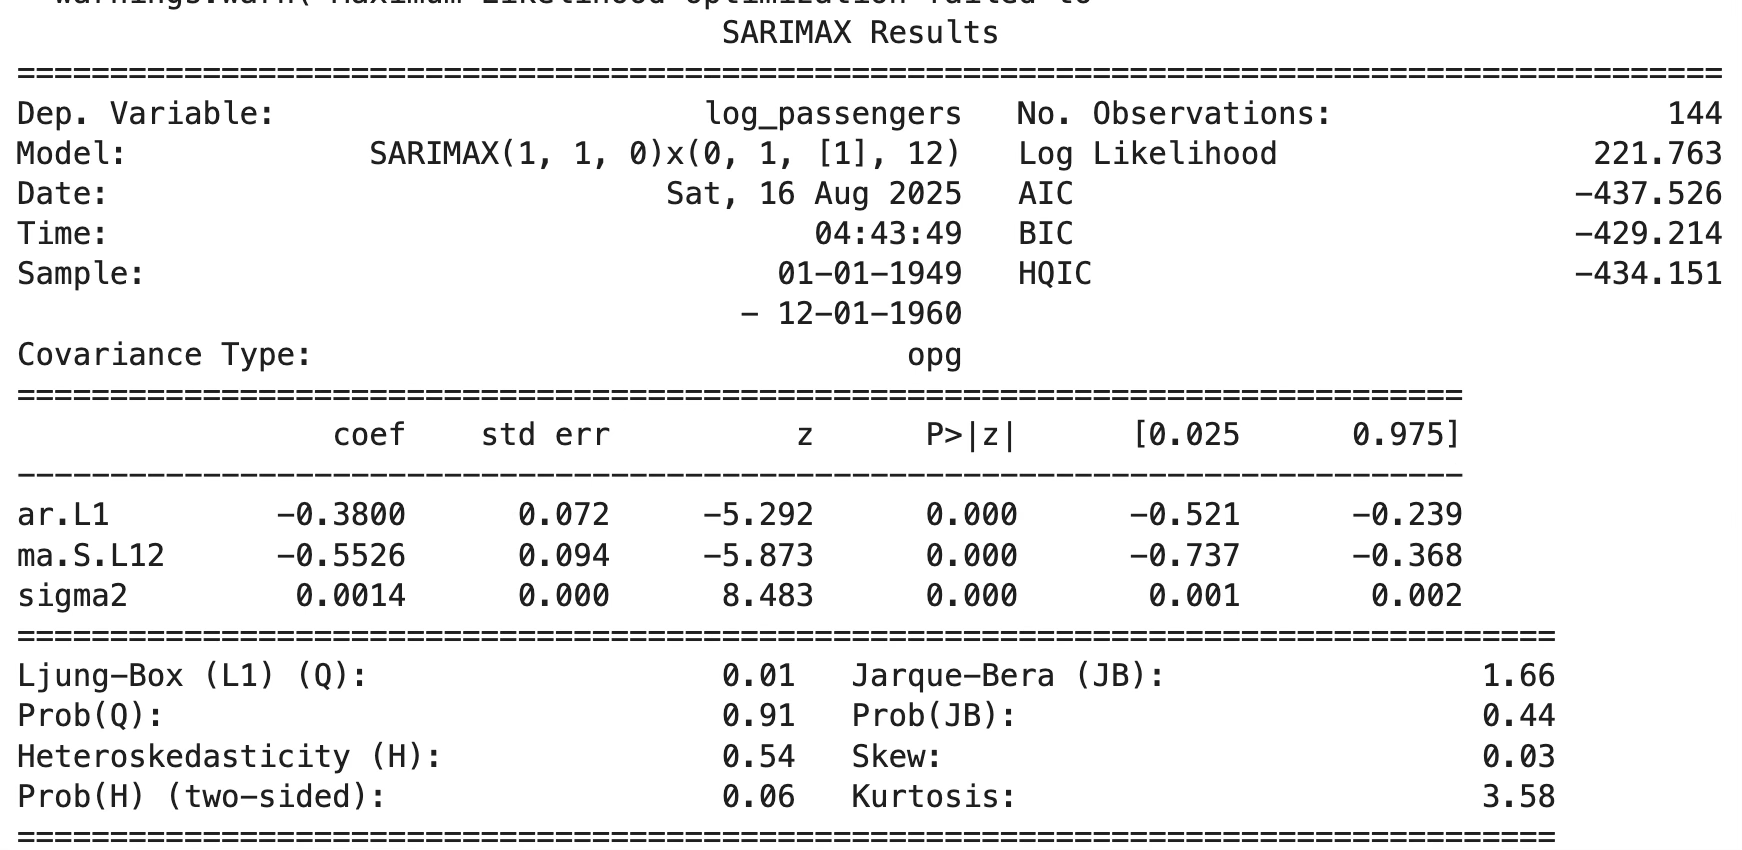 warnings.warn("Maximum Likelihood optimization failed to "
SARIMAX Results
==============================================================================================
Dep. Variable:                      log_passengers   No. Observations:                  144
Model:             SARIMAX(1, 1, 0)x(0, 1, [1], 12)   Log Likelihood                 221.763
Date:                             Sat, 16 Aug 2025   AIC                           -437.526
Time:                                     04:43:49   BIC                           -429.214
Sample:                                 01-01-1949   HQIC                          -434.151
- 12-01-1960
Covariance Type:                               opg
==============================================================================
coef    std err          z      P>|z|      [0.025      0.975]
------------------------------------------------------------------------------
ar.L1         -0.3800      0.072     -5.292      0.000      -0.521      -0.239
ma.S.L12      -0.5526      0.094     -5.873      0.000      -0.737      -0.368
sigma2         0.0014      0.000      8.483      0.000       0.001       0.002
===================================================================================
Ljung-Box (L1) (Q):                   0.01   Jarque-Bera (JB):                 1.66
Prob(Q):                              0.91   Prob(JB):                         0.44
Heteroskedasticity (H):               0.54   Skew:                             0.03
Prob(H) (two-sided):                  0.06   Kurtosis:                         3.58
===================================================================================